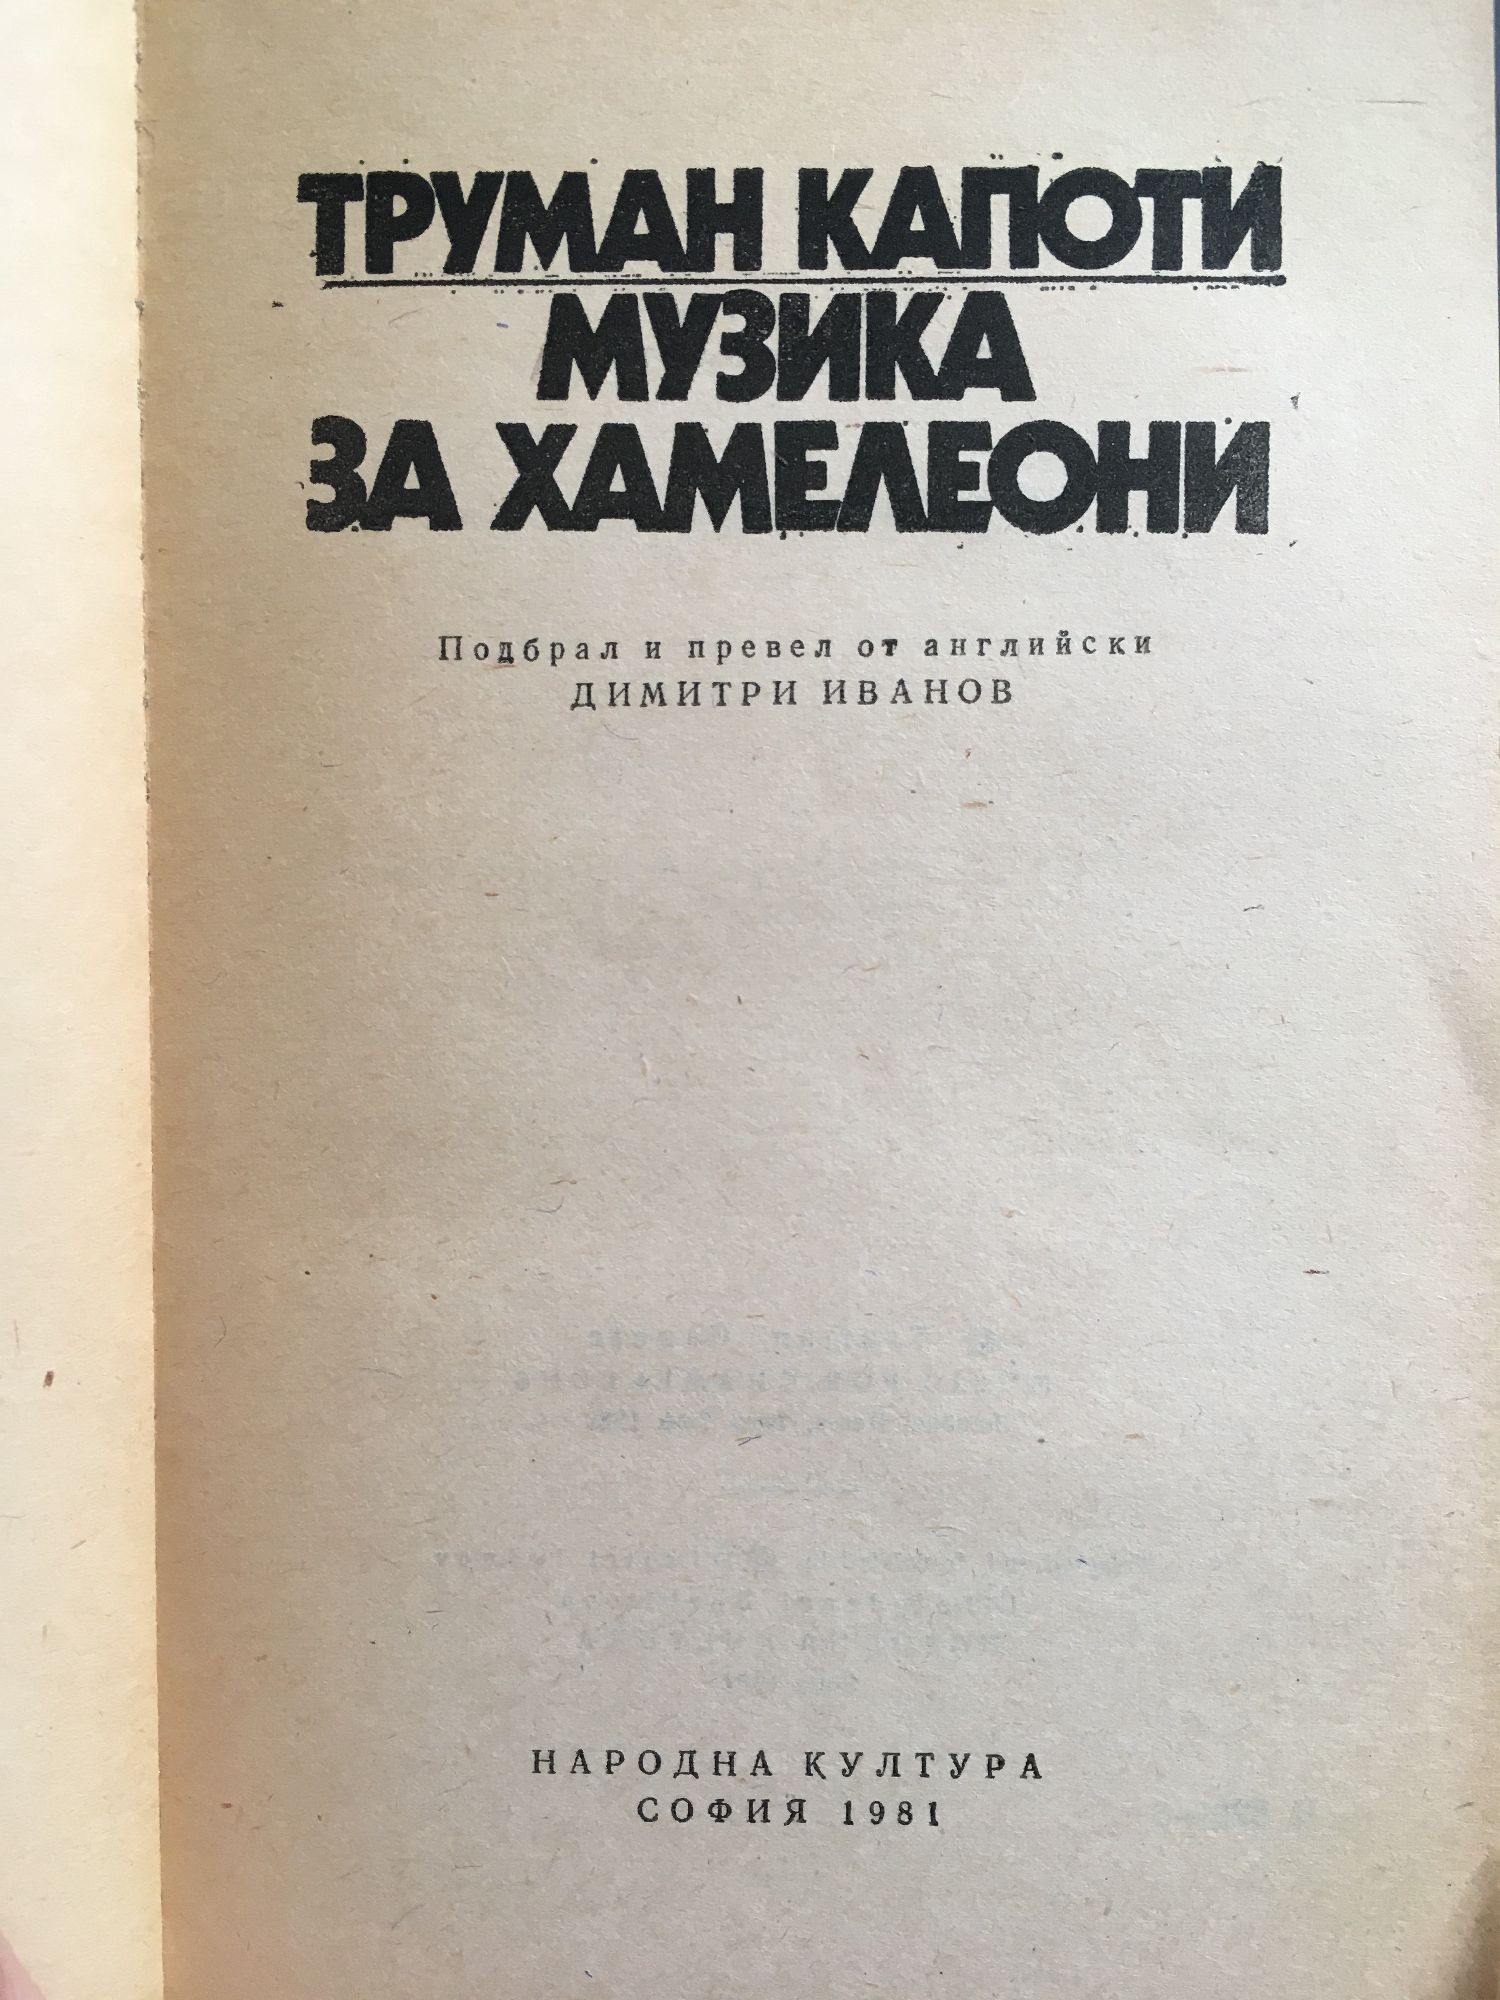 ТРУМАН КАПОТИ
МУЗИКА
ЗА ХАМЕЛЕОНИ
Подбрал и превел от английски
ДИМИТРИ ИВАНОВ
НАРОДНА КУЛТУРА
СОФИЯ 1981